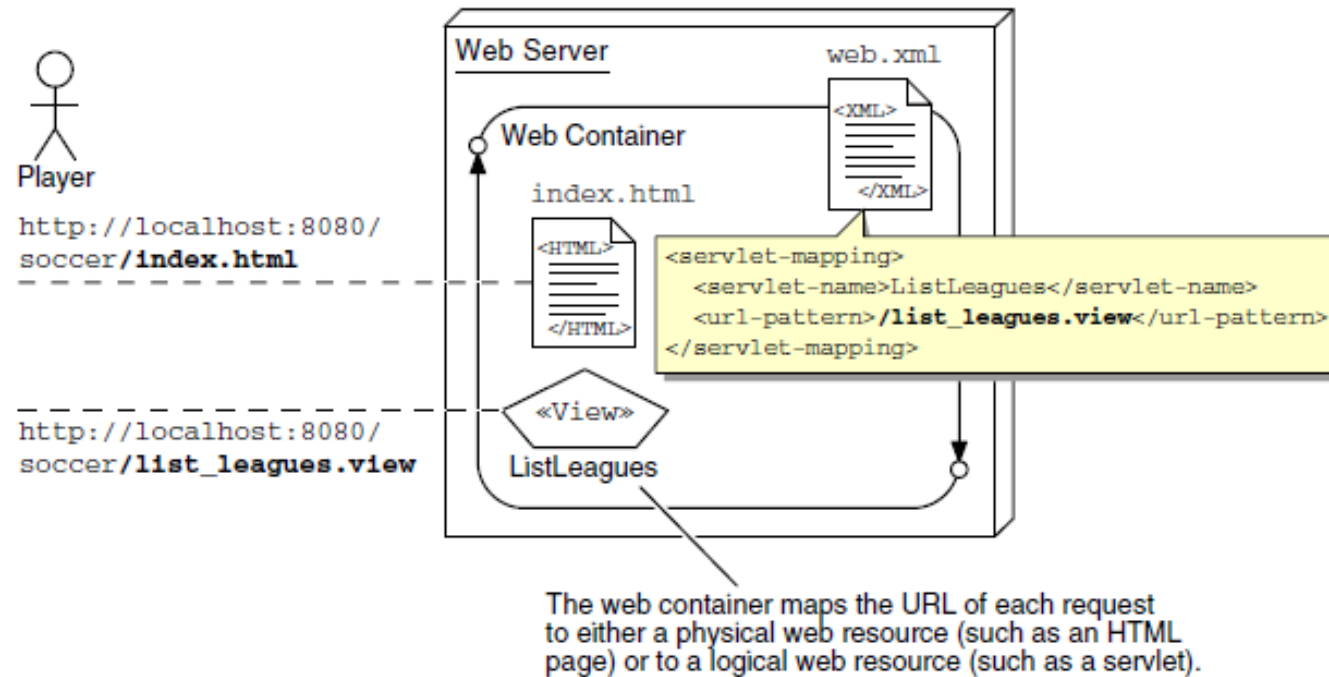 Web Server
web.xml
<XML>
</XML>
Web Container
Player
index.html
http://localhost:8080/
soccer/index.html
<HTML>
</HTML>
<servlet-mapping>
<servlet-name>ListLeagues</servlet-name>
<url-pattern>/list_leagues.view</url-pattern>
</servlet-mapping>
«View»
http://localhost:8080/
soccer/list_leagues.view
ListLeagues
The web container maps the URL of each request
to either a physical web resource (such as an HTML
page) or to a logical web resource (such as a servlet).